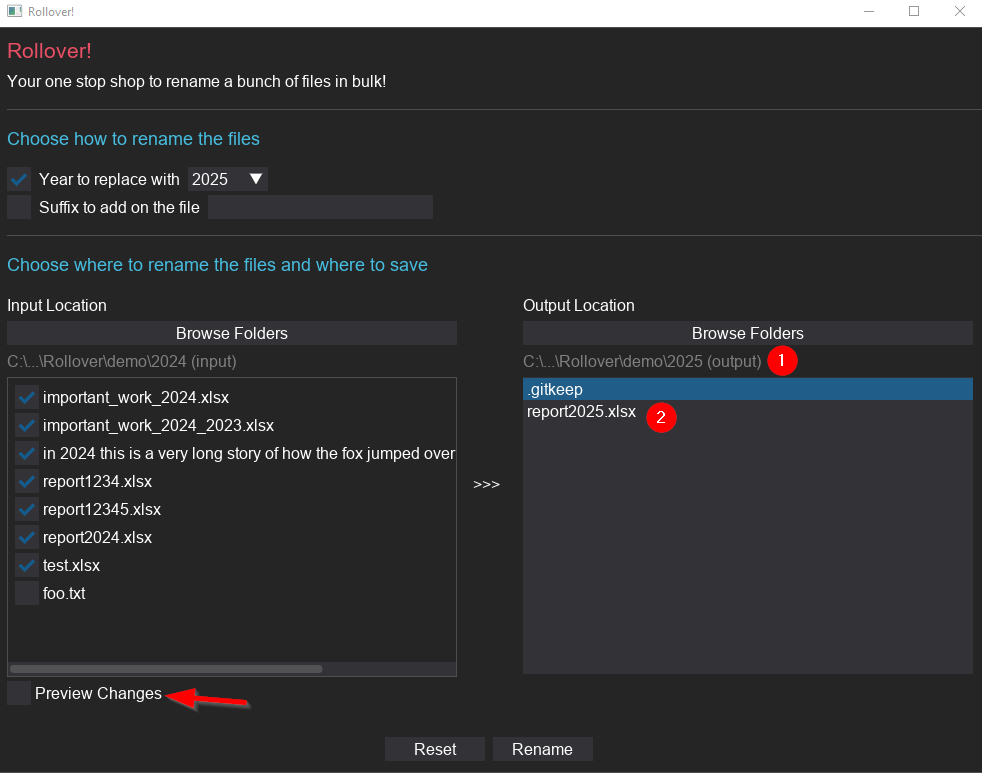 Rollover!
Rollover!
Your one stop shop to rename a bunch of files in bulk!
Choose how to rename the files
Year to replace with 2025
Suffix to add on the file
Choose where to rename the files and where to save
Input Location
Browse Folders
C:\...\Rollover\demo\2024 (input)
important_work_2024.xlsx
important_work_2024_2023.xlsx
in 2024 this is a very long story of how the fox jumped over
report1234.xlsx
report12345.xlsx
report2024.xlsx
test.xlsx
foo.txt
Preview Changes
>>>
Output Location
Browse Folders
C:\...\Rollover\demo\2025 (output) 1
.gitkeep
report2025.xlsx 2
Reset Rename